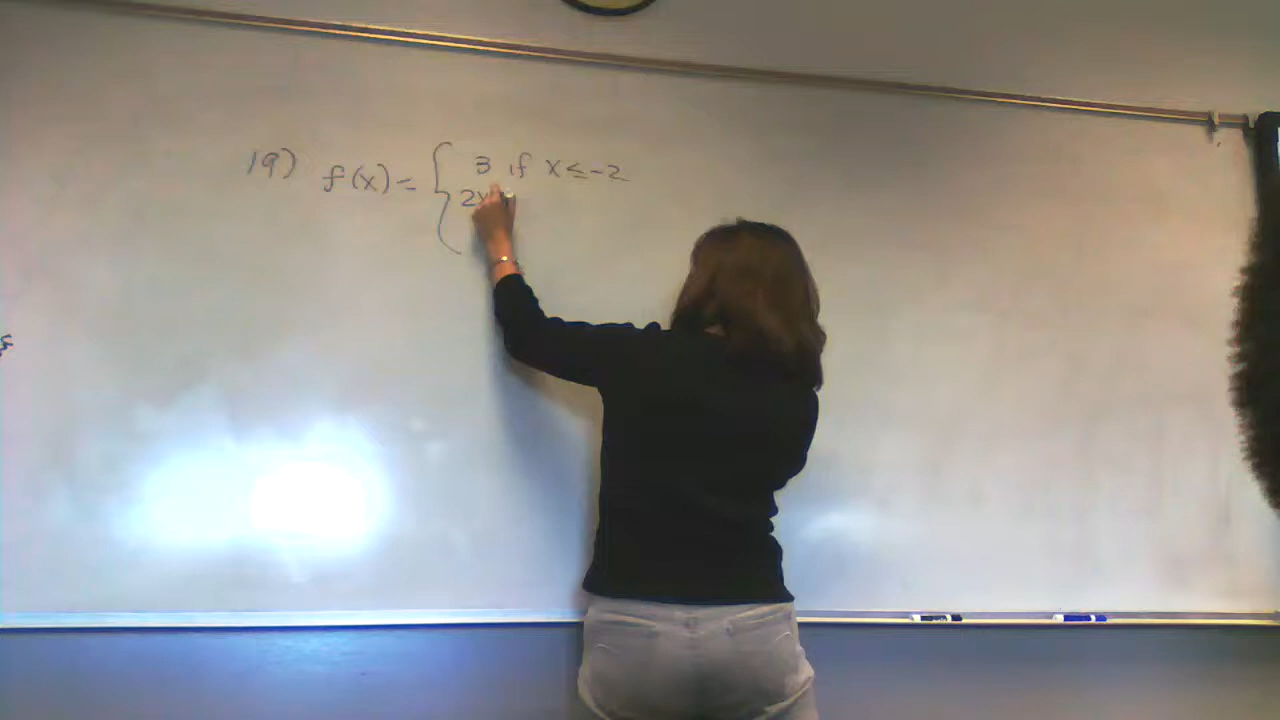 19) f(x) = { 3 if x ≤ -2
2x